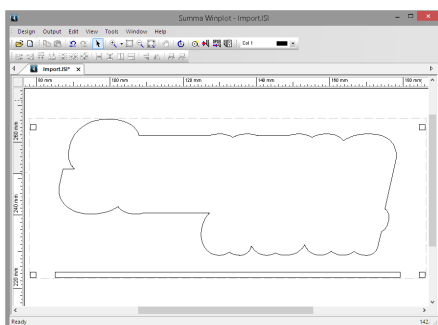 Summa Winplot - Import.ISI
Design Output Edit View Tools Window Help
Col 1
Import.ISI* ×
80 mm 100 mm 120 mm 140 mm 160 mm 180 mm
260 mm
240 mm
220 mm
Ready 142.